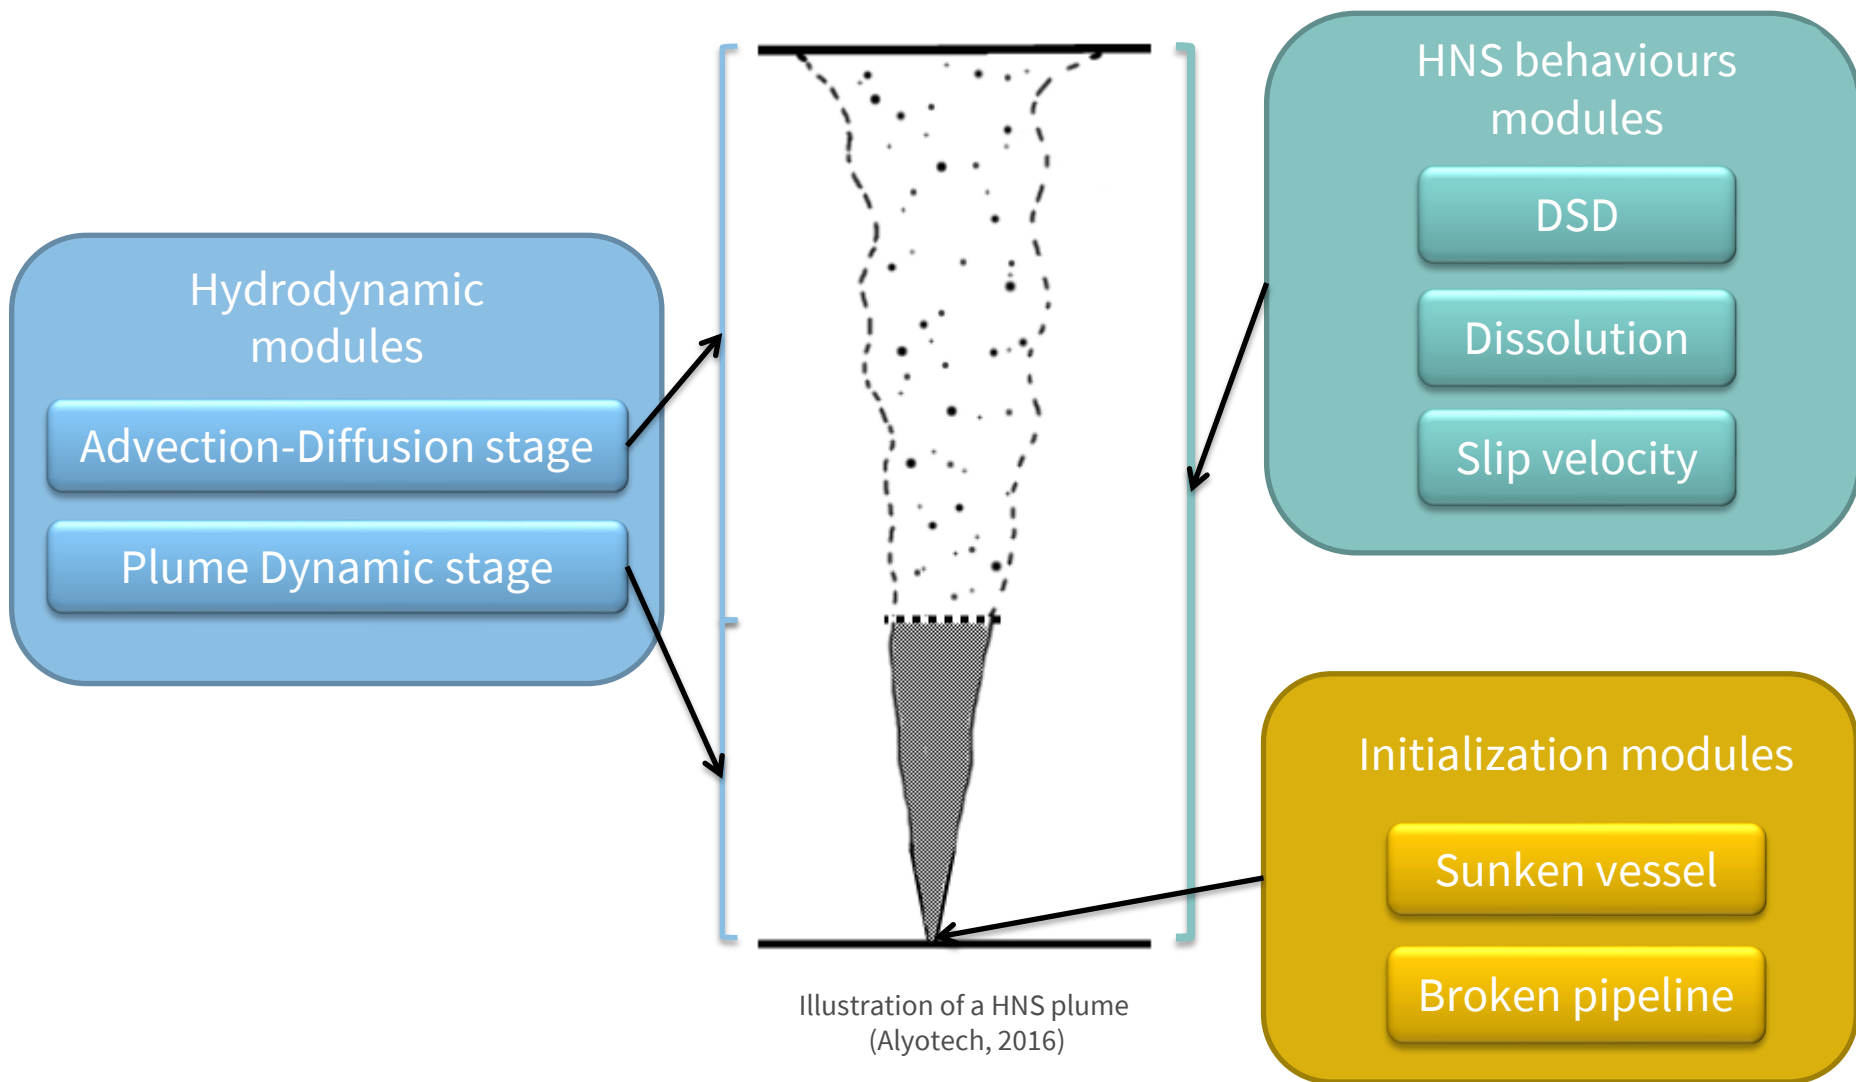 Hydrodynamic
modules
Advection-Diffusion stage
Plume Dynamic stage
HNS behaviours
modules
DSD
Dissolution
Slip velocity
Initialization modules
Sunken vessel
Broken pipeline
Illustration of a HNS plume
(Alyotech, 2016)